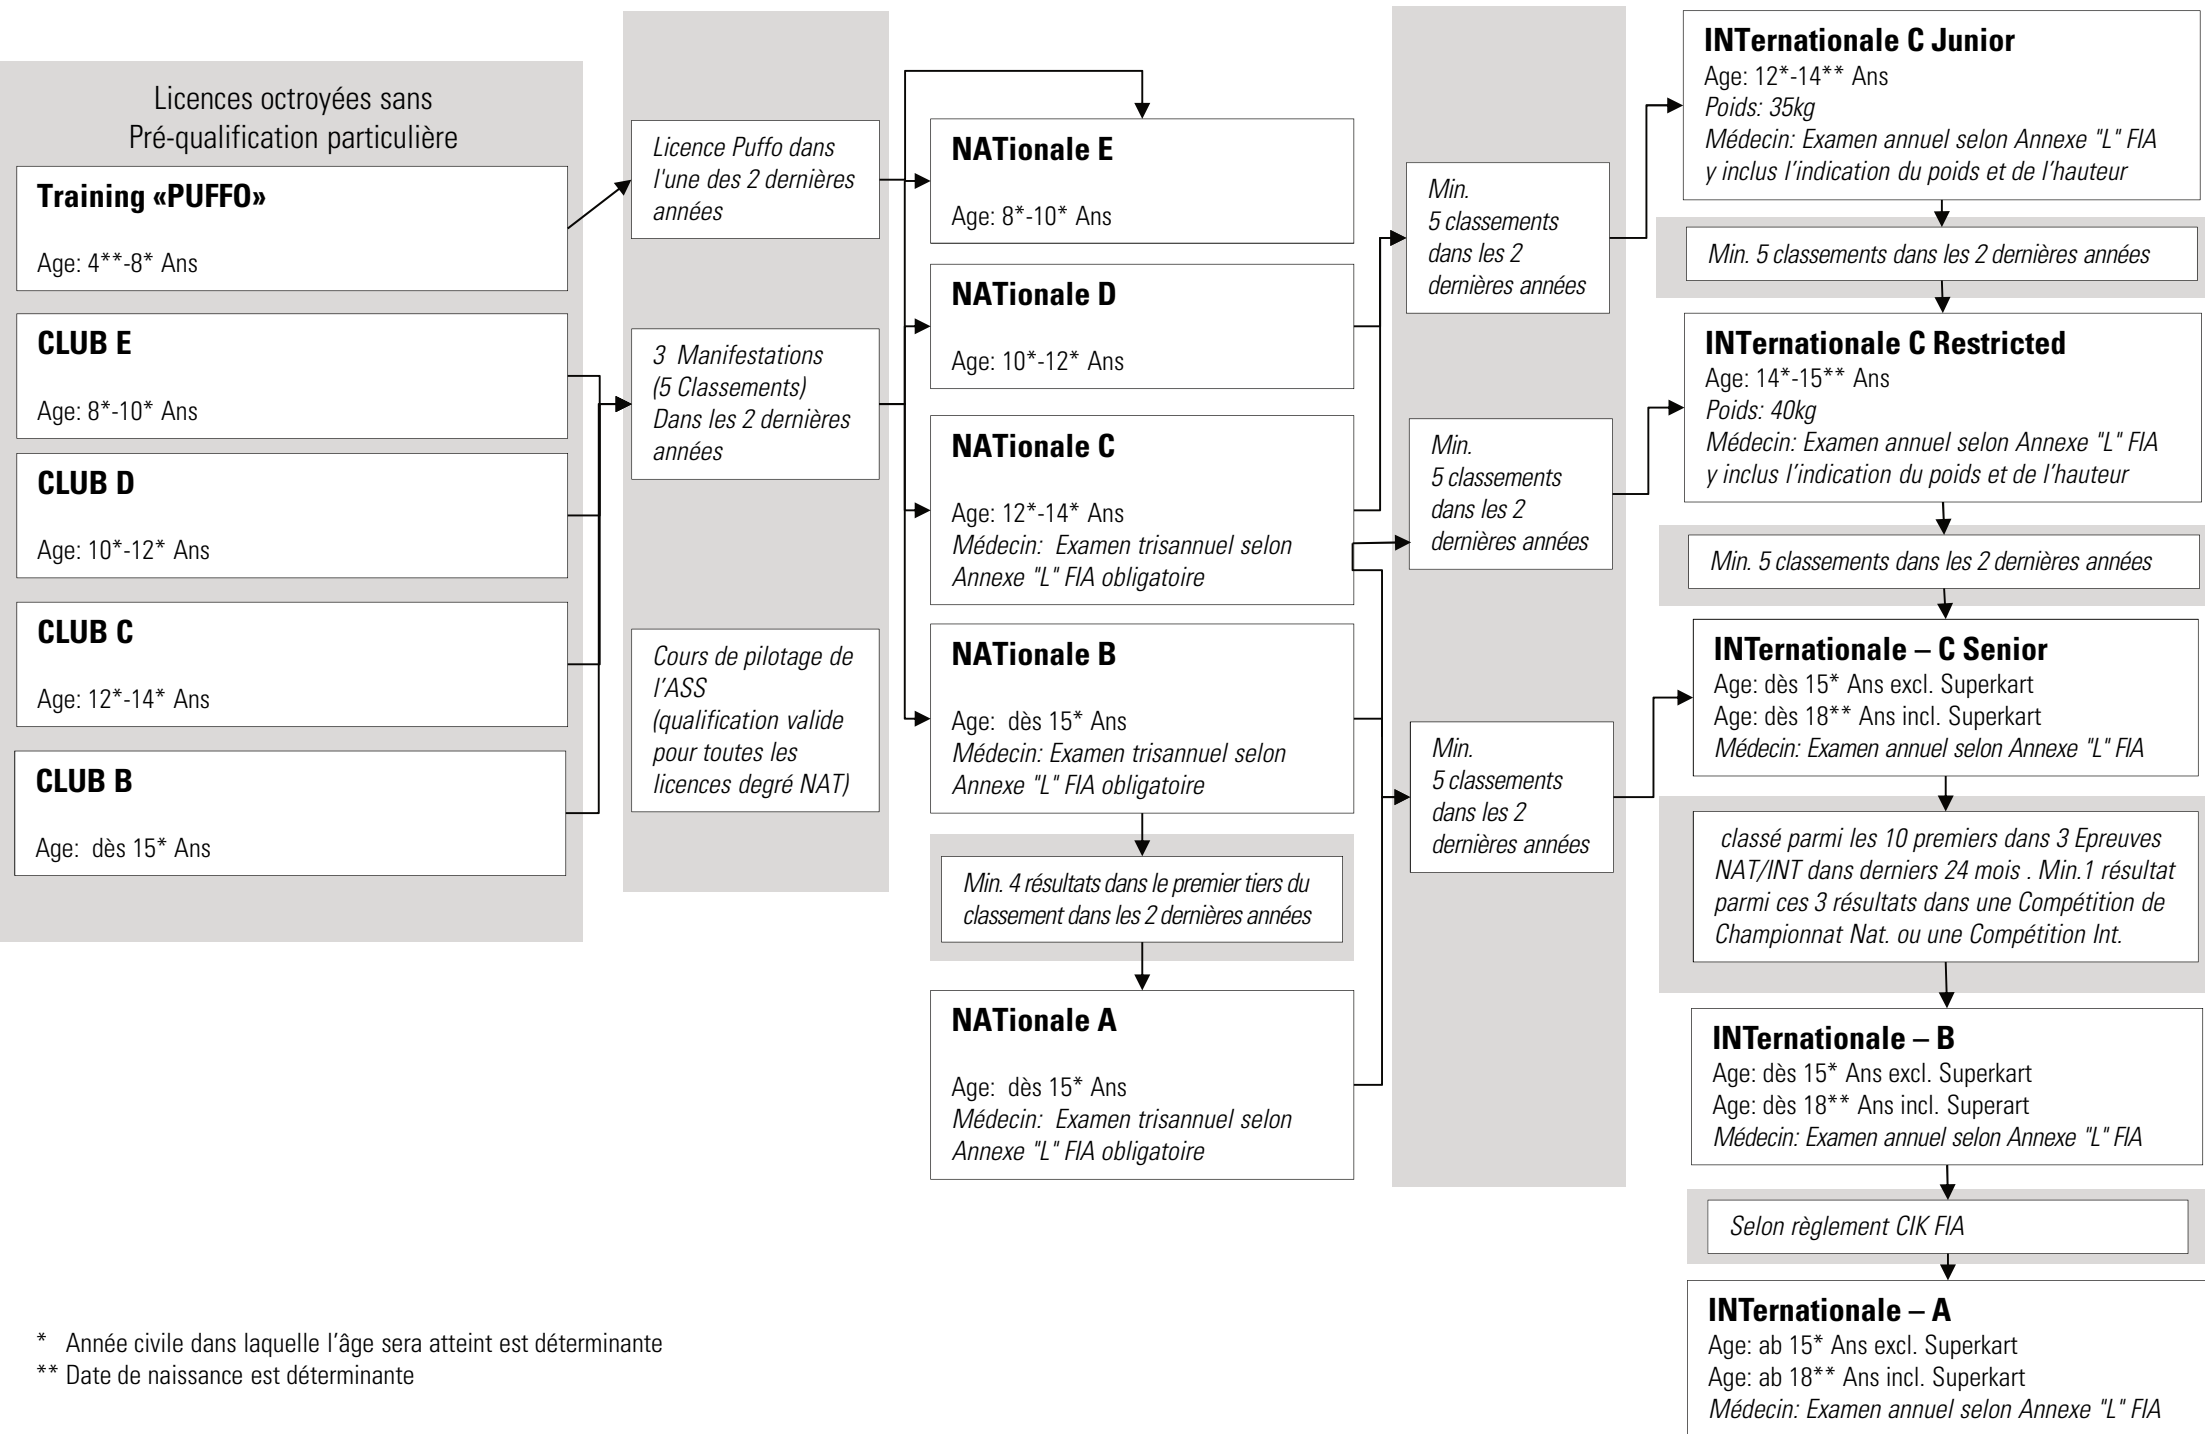 Licences octroyées sans
Pré-qualification particulière
Training «PUFFO»
Age: 4**-8* Ans
CLUB E
Age: 8*-10* Ans
CLUB D
Age: 10*-12* Ans
CLUB C
Age: 12*-14* Ans
CLUB B
Age: dès 15* Ans
Licence Puffo dans
l'une des 2 dernières
années
3 Manifestations
(5 Classements)
Dans les 2 dernières
années
Cours de pilotage de
l'ASS
(qualification valide
pour toutes les
licences degré NAT)
NATionale E
Age: 8*-10* Ans
NATionale D
Age: 10*-12* Ans
NATionale C
Age: 12*-14* Ans
Médecin: Examen trisannuel selon
Annexe "L" FIA obligatoire
NATionale B
Age: dès 15* Ans
Médecin: Examen trisannuel selon
Annexe "L" FIA obligatoire
Min. 4 résultats dans le premier tiers du
classement dans les 2 dernières années
NATionale A
Age: dès 15* Ans
Médecin: Examen trisannuel selon
Annexe "L" FIA obligatoire
Min.
5 classements
dans les 2
dernières années
Min.
5 classements
dans les 2
dernières années
Min.
5 classements
dans les 2
dernières années
INTernationale C Junior
Age: 12*-14** Ans
Poids: 35kg
Médecin: Examen annuel selon Annexe "L" FIA
y inclus l'indication du poids et de l'hauteur
Min. 5 classements dans les 2 dernières années
INTernationale C Restricted
Age: 14*-15** Ans
Poids: 40kg
Médecin: Examen annuel selon Annexe "L" FIA
y inclus l'indication du poids et de l'hauteur
Min. 5 classements dans les 2 dernières années
INTernationale – C Senior
Age: dès 15* Ans excl. Superkart
Age: dès 18** Ans incl. Superkart
Médecin: Examen annuel selon Annexe "L" FIA
classé parmi les 10 premiers dans 3 Epreuves
NAT/INT dans derniers 24 mois . Min.1 résultat
parmi ces 3 résultats dans une Compétition de
Championnat Nat. ou une Compétition Int.
INTernationale – B
Age: dès 15* Ans excl. Superkart
Age: dès 18** Ans incl. Superart
Médecin: Examen annuel selon Annexe "L" FIA
Selon règlement CIK FIA
INTernationale – A
Age: ab 15* Ans excl. Superkart
Age: ab 18** Ans incl. Superkart
Médecin: Examen annuel selon Annexe "L" FIA
* Année civile dans laquelle l'âge sera atteint est déterminante
** Date de naissance est déterminante